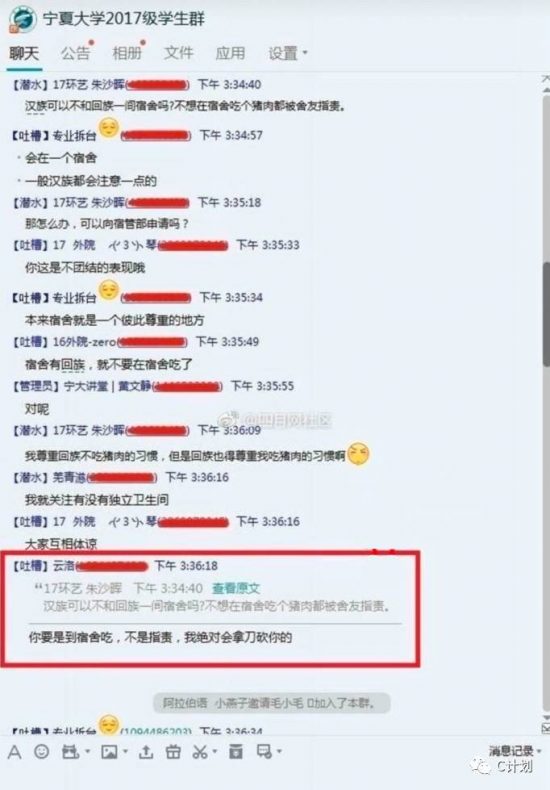 宁夏大学2017级学生群
聊天 公告 相册 文件 应用 设置
【潜水】17环艺 朱沙晖( 下午 3:34:40
汉族可以不和回族一间宿舍吗?不想在宿舍吃个猪肉都被舍友指责。
【吐槽】专业拆台 ( ) 下午 3:34:57
·会在一个宿舍
·一般汉族都会注意一点的
【潜水】17环艺 朱沙晖( ) 下午 3:35:18
那怎么办，可以向宿管部申请吗？
【吐槽】17 外院 ( 3 ) 琴( 下午 3:35:33
你这是不团结的表现哦
【吐槽】专业拆台 ( ) 下午 3:35:34
本来宿舍就是一个彼此尊重的地方
【吐槽】16外院-zero( ) 下午 3:35:49
宿舍有回族，就不要在宿舍吃了
【管理员】宁大讲堂 | 黄文静( ) 下午 3:35:55
对呢
@四月网社区
【潜水】17环艺 朱沙晖( ) 下午 3:36:09
我尊重回族不吃猪肉的习惯，但是回族也得尊重我吃猪肉的习惯啊
【潜水】羌青 ( ) 下午 3:36:16
我就关注有没有独立卫生间
【吐槽】17 外院 ( 3 ) 琴( 下午 3:36:16
大家互相体谅
【吐槽】云洛( 下午 3:36:18
“17环艺 朱沙晖 下午 3:34:40 查看原文
汉族可以不和回族一间宿舍吗?不想在宿舍吃个猪肉都被舍友指责。
你要是到宿舍吃，不是指责，我绝对会拿刀砍你的
阿拉伯语 小燕子邀请毛小毛 加入了本群。
【吐槽】专业拆台 (1094486203) 下午 3:36:34
消息记录
C计划